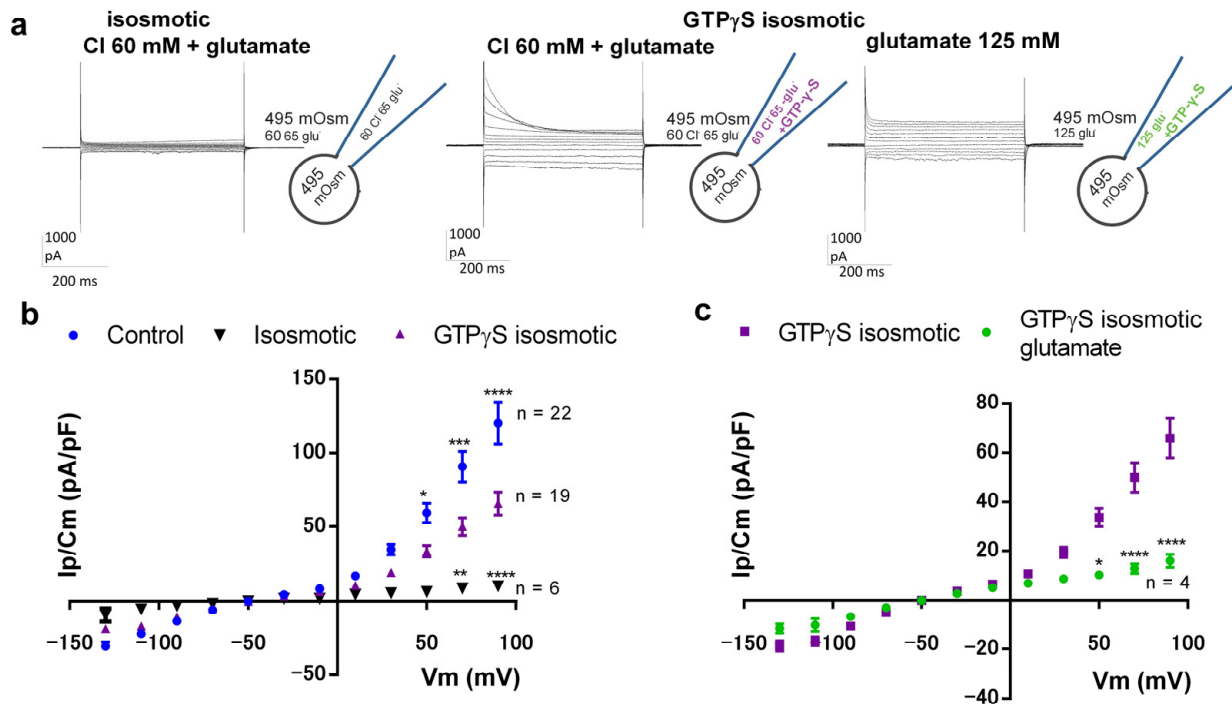 a
isosmotic
Cl 60 mM + glutamate
GTPγS isosmotic
Cl 60 mM + glutamate
glutamate 125 mM
495 mOsm
60 65 glu⁻
60 Cl⁻ 65 glu⁻
495
mOsm
1000
pA
200 ms
495 mOsm
60 Cl⁻ 65 glu⁻
60 Cl⁻ 65 -glu⁻
+GTP-γ-S
495
mOsm
1000
pA
200 ms
495 mOsm
125 glu⁻
125 glu⁻
+GTP-γ-S
495
mOsm
1000
pA
200 ms
b
Control
Isosmotic
GTPγS isosmotic
Ip/Cm (pA/pF)
150
100
50
−50
−150
−100
−50
50
100
Vm (mV)
****
n = 22
***
*
n = 19
**
****
n = 6
c
GTPγS isosmotic
GTPγS isosmotic
glutamate
Ip/Cm (pA/pF)
80
60
40
20
−20
−40
−150
−100
−50
50
100
Vm (mV)
*
****
****
n = 4